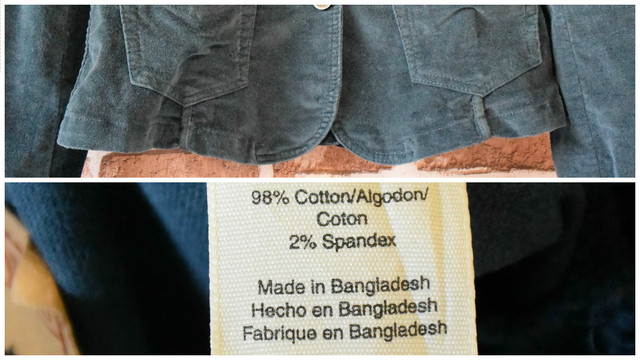 98% Cotton/Algodon/
Coton
2% Spandex
Made in Bangladesh
Hecho en Bangladesh
Fabrique en Bangladesh